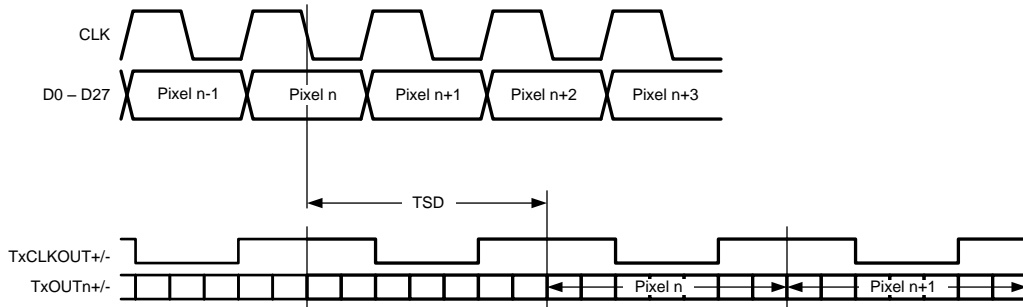 CLK
D0 – D27
Pixel n-1
Pixel n
Pixel n+1
Pixel n+2
Pixel n+3
TSD
TxCLKOUT+/-
TxOUTn+/-
Pixel n
Pixel n+1